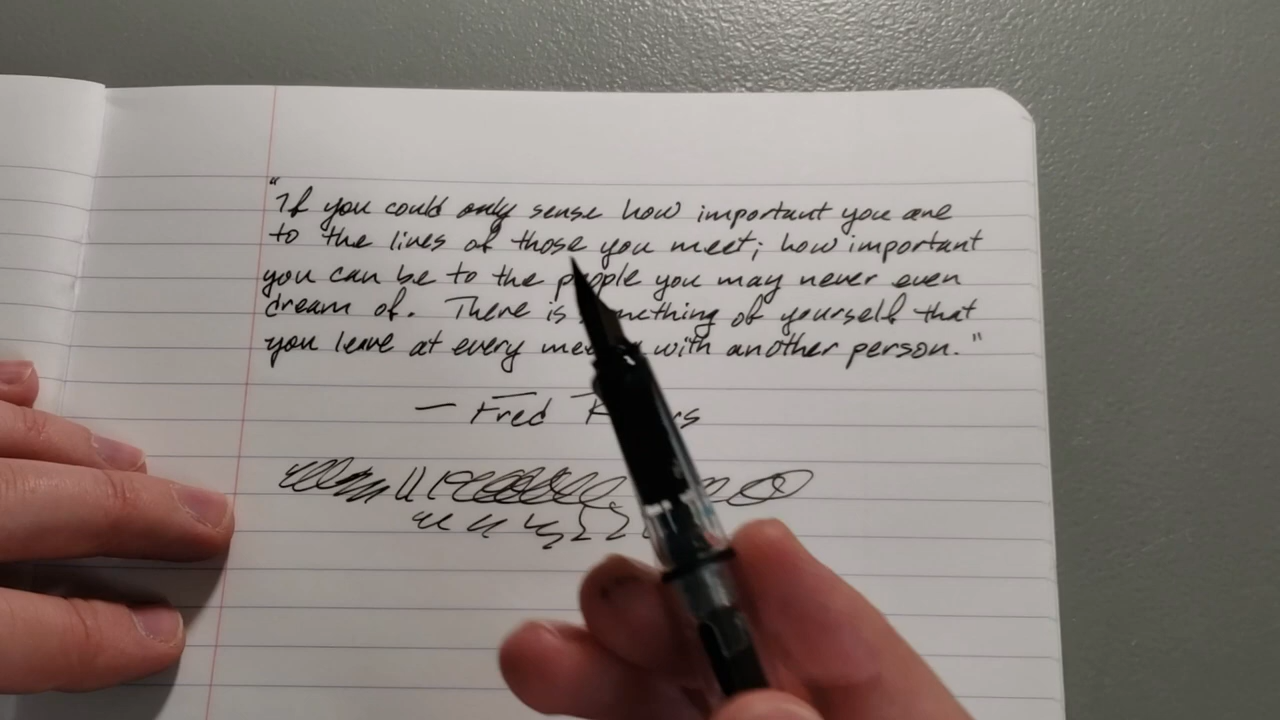 "If you could only sense how important you are
to the lives of those you meet; how important
you can be to the people you may never even
dream of. There is something of yourself that
you leave at every with another person."
— Fred Rogers